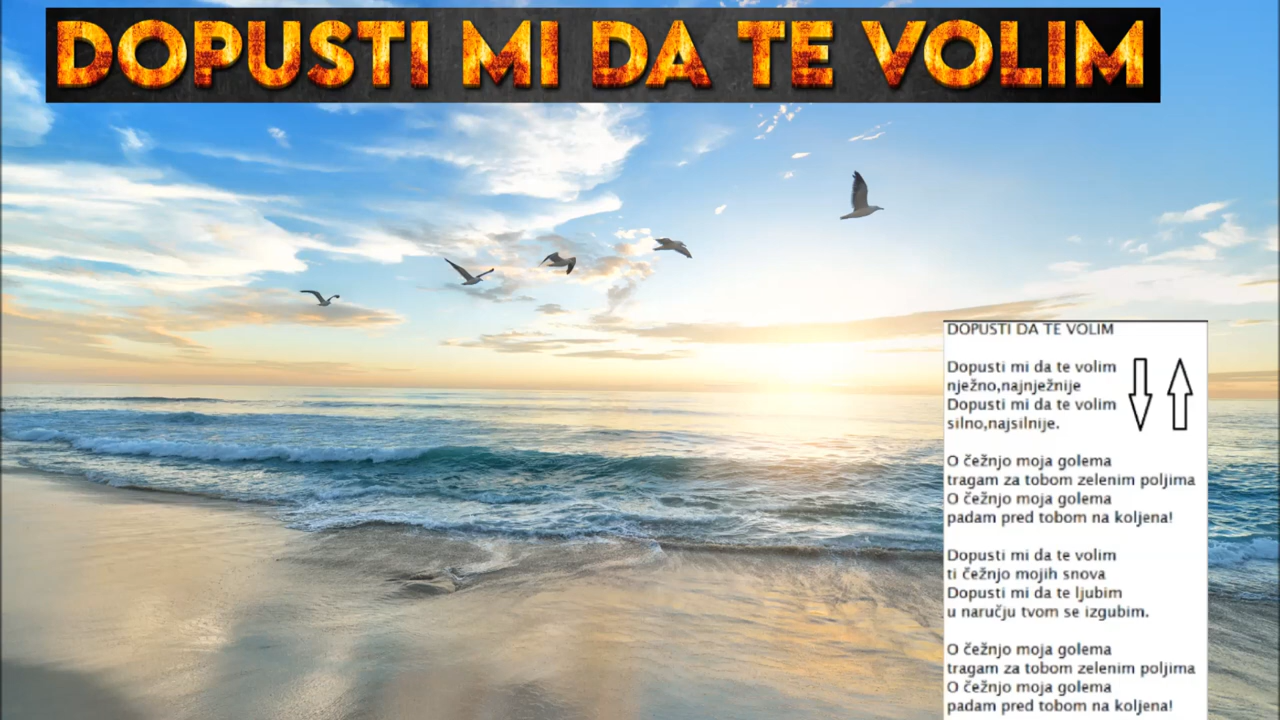 DOPUSTI MI DA TE VOLIM
DOPUSTI DA TE VOLIM
Dopusti mi da te volim
nježno,najnježnije
Dopusti mi da te volim
silno,najsilnije.
O čežnjo moja golema
tragam za tobom zelenim poljima
O čežnjo moja golema
padam pred tobom na koljena!
Dopusti mi da te volim
ti čežnjo mojih snova
Dopusti mi da te ljubim
u naručju tvom se izgubim.
O čežnjo moja golema
tragam za tobom zelenim poljima
O čežnjo moja golema
padam pred tobom na koljena!